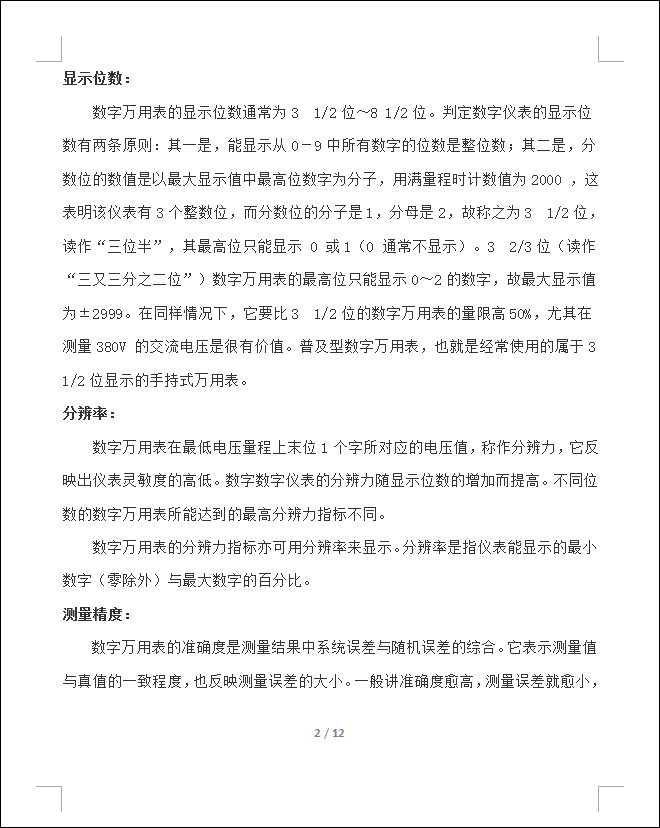 显示位数：
数字万用表的显示位数通常为 3  1/2 位～8 1/2 位。判定数字仪表的显示位
数有两条原则：其一是，能显示从 0－9 中所有数字的位数是整位数；其二是，分
数位的数值是以最大显示值中最高位数字为分子，用满量程时计数值为 2000 ，这
表明该仪表有 3 个整数位，而分数位的分子是 1，分母是 2，故称之为 3  1/2 位，
读作“三位半”，其最高位只能显示 0 或 1（0 通常不显示）。3  2/3 位（读作
“三又三分之二位”）数字万用表的最高位只能显示 0～2 的数字，故最大显示值
为±2999。在同样情况下，它要比 3  1/2 位的数字万用表的量限高 50%，尤其在
测量 380V 的交流电压是很有价值。普及型数字万用表，也就是经常使用的属于 3
1/2 位显示的手持式万用表。
分辨率：
数字万用表在最低电压量程上末位 1 个字所对应的电压值，称作分辨力，它反
映出仪表灵敏度的高低。数字数字仪表的分辨力随显示位数的增加而提高。不同位
数的数字万用表所能达到的最高分辨力指标不同。
数字万用表的分辨力指标亦可用分辨率来显示。分辨率是指仪表能显示的最小
数字（零除外）与最大数字的百分比。
测量精度：
数字万用表的准确度是测量结果中系统误差与随机误差的综合。它表示测量值
与真值的一致程度，也反映测量误差的大小。一般讲准确度愈高，测量误差就愈小，
2 / 12